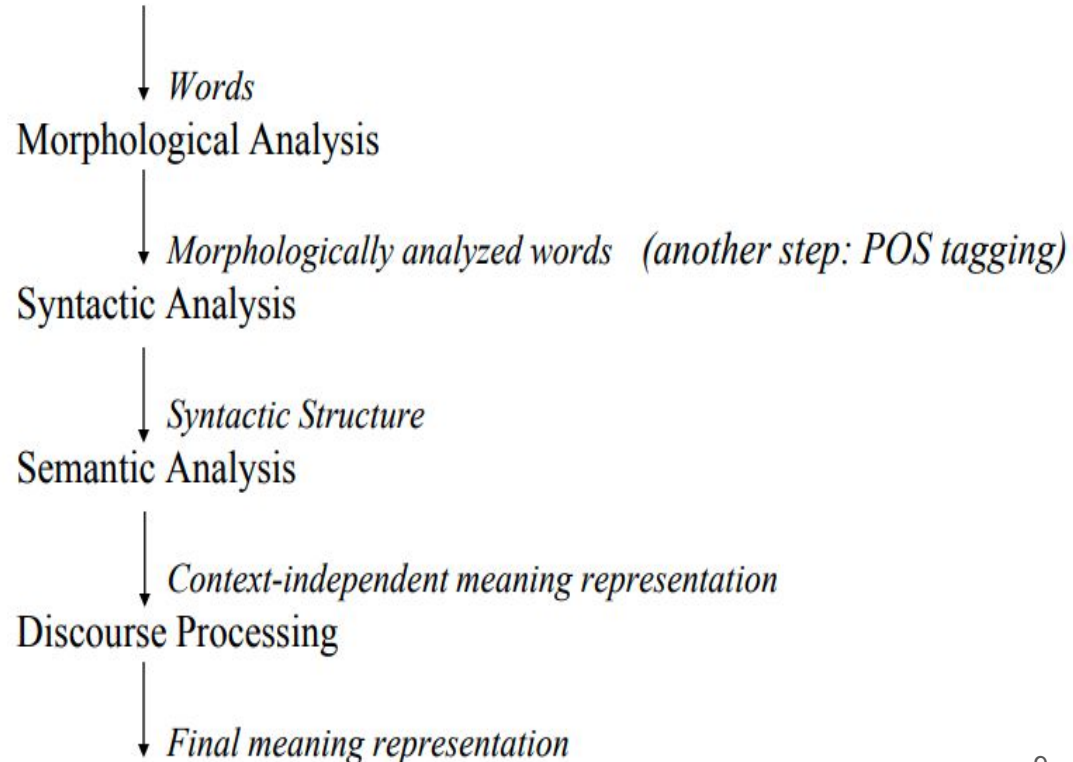 Words
Morphological Analysis
Morphologically analyzed words (another step: POS tagging)
Syntactic Analysis
Syntactic Structure
Semantic Analysis
Context-independent meaning representation
Discourse Processing
Final meaning representation